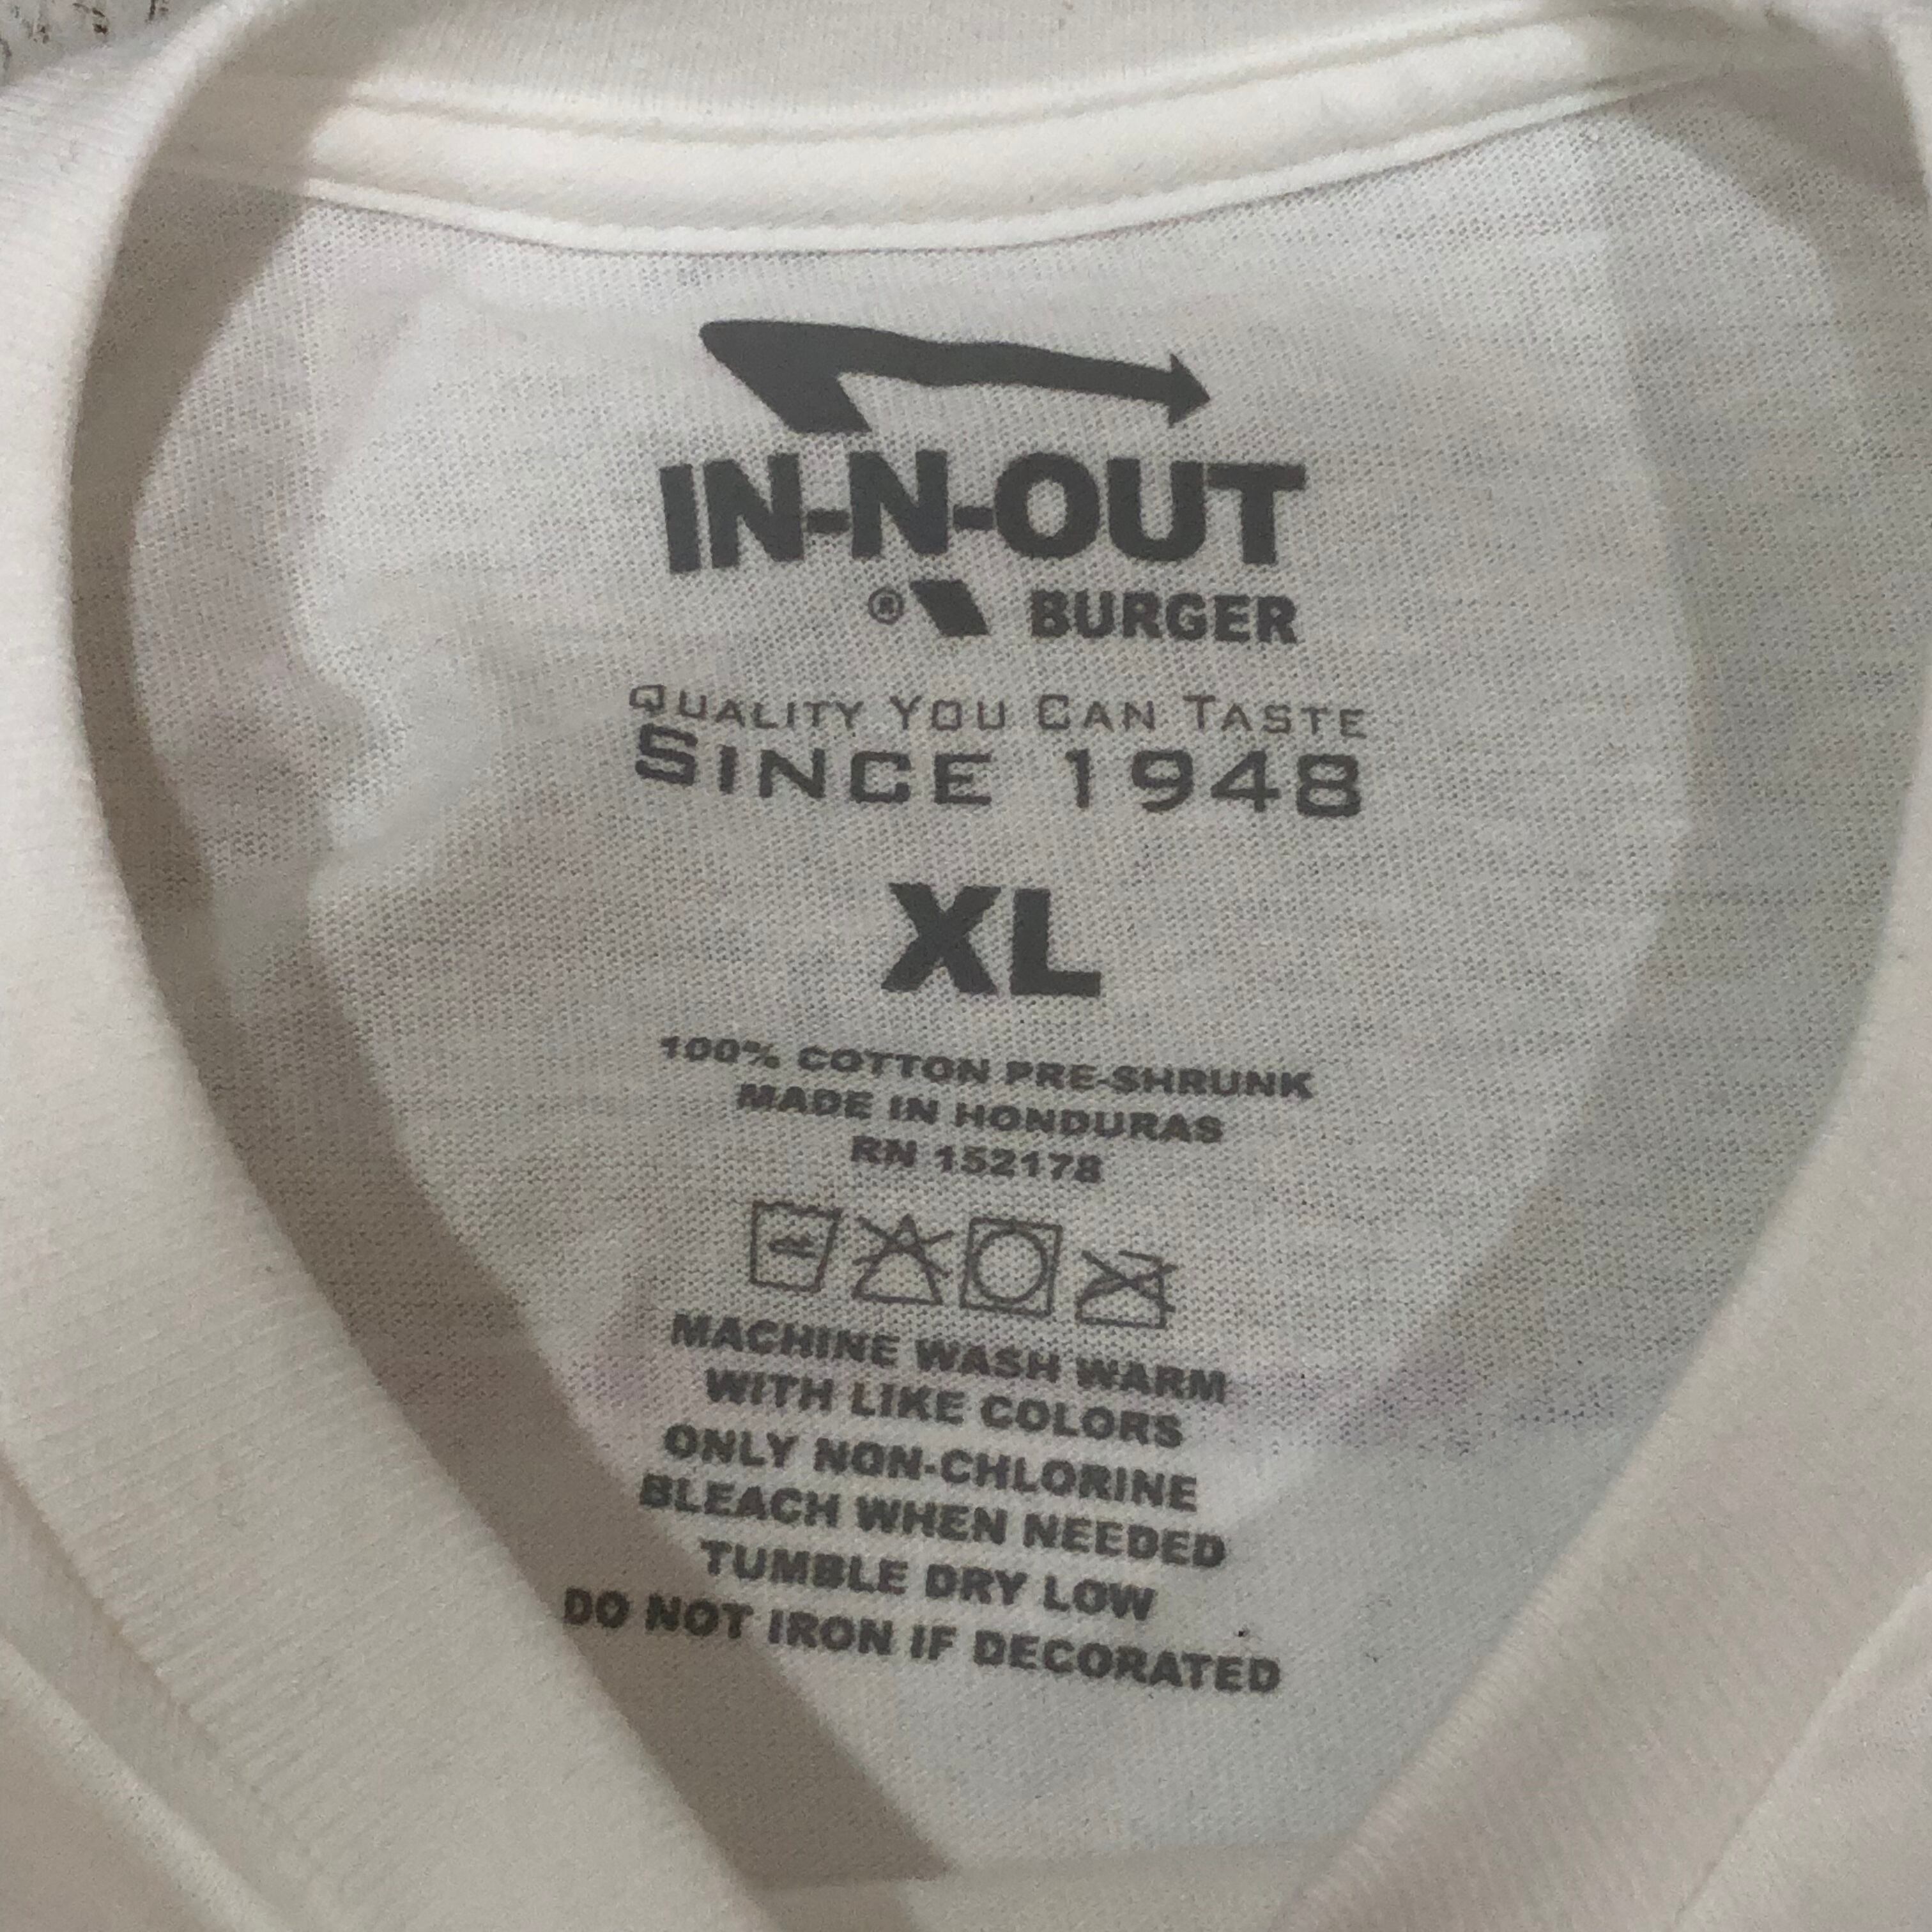 IN-N-OUT
® BURGER
QUALITY YOU CAN TASTE
SINCE 1948
XL
100% COTTON PRE-SHRUNK
MADE IN HONDURAS
RN 152178
MACHINE WASH WARM
WITH LIKE COLORS
ONLY NON-CHLORINE
BLEACH WHEN NEEDED
TUMBLE DRY LOW
DO NOT IRON IF DECORATED